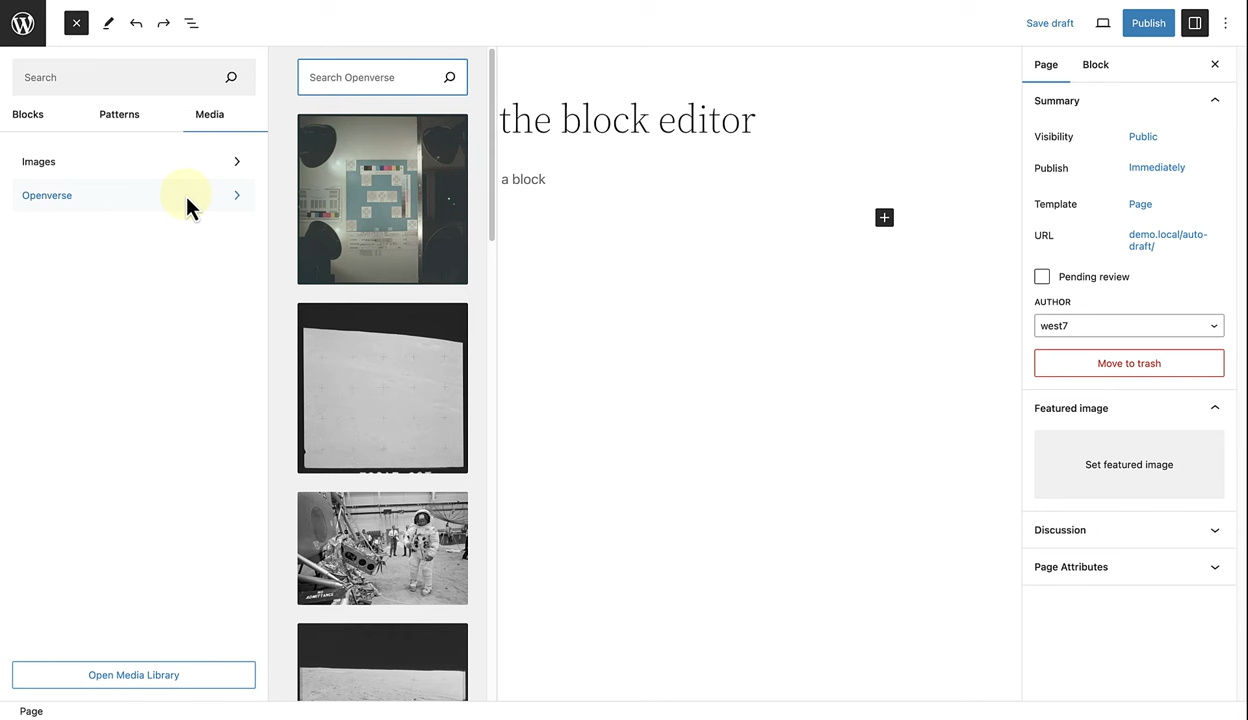 Save draft
Publish
Search
Blocks
Patterns
Media
Images
Openverse
Open Media Library
Search Openverse
NO
ADMITTANCE
the block editor
a block
Page
Block
Summary
Visibility
Public
Publish
Immediately
Template
Page
URL
demo.local/auto-
draft/
Pending review
AUTHOR
west7
Move to trash
Featured image
Set featured image
Discussion
Page Attributes
Page